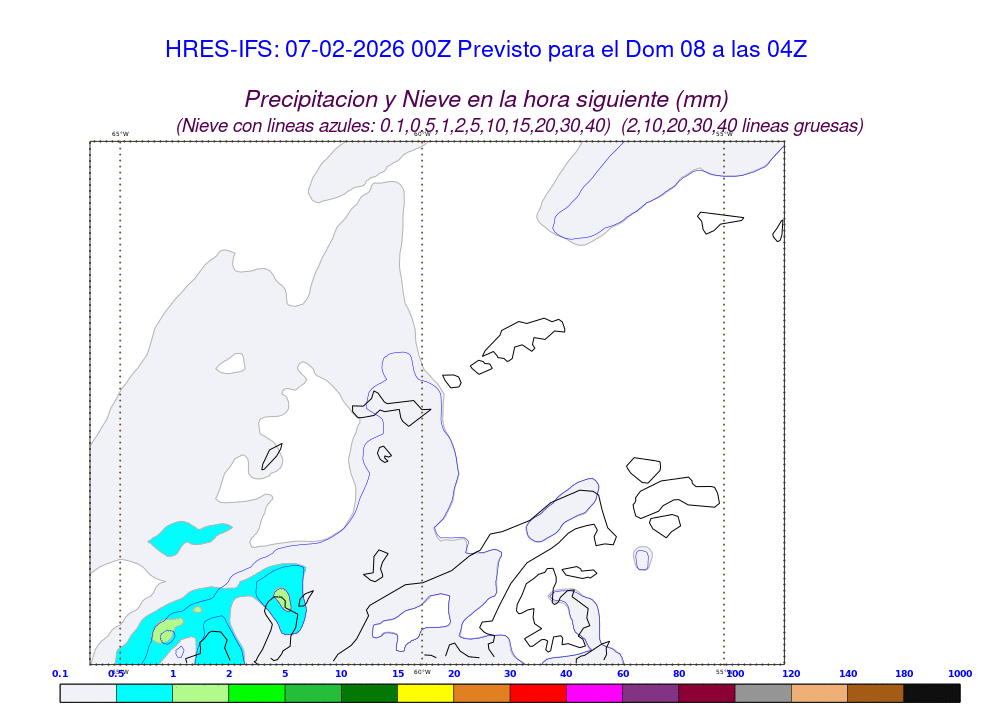 HRES-IFS: 07-02-2026 00Z Previsto para el Dom 08 a las 04Z
Precipitacion y Nieve en la hora siguiente (mm)
(Nieve con lineas azules: 0.1,0.5,1,2,5,10,15,20,30,40)  (2,10,20,30,40 lineas gruesas)
65°W 60°W 55°W
65°W 60°W 55°W
0.1 0.5 1 2 5 10 15 20 30 40 60 80 100 120 140 180 1000